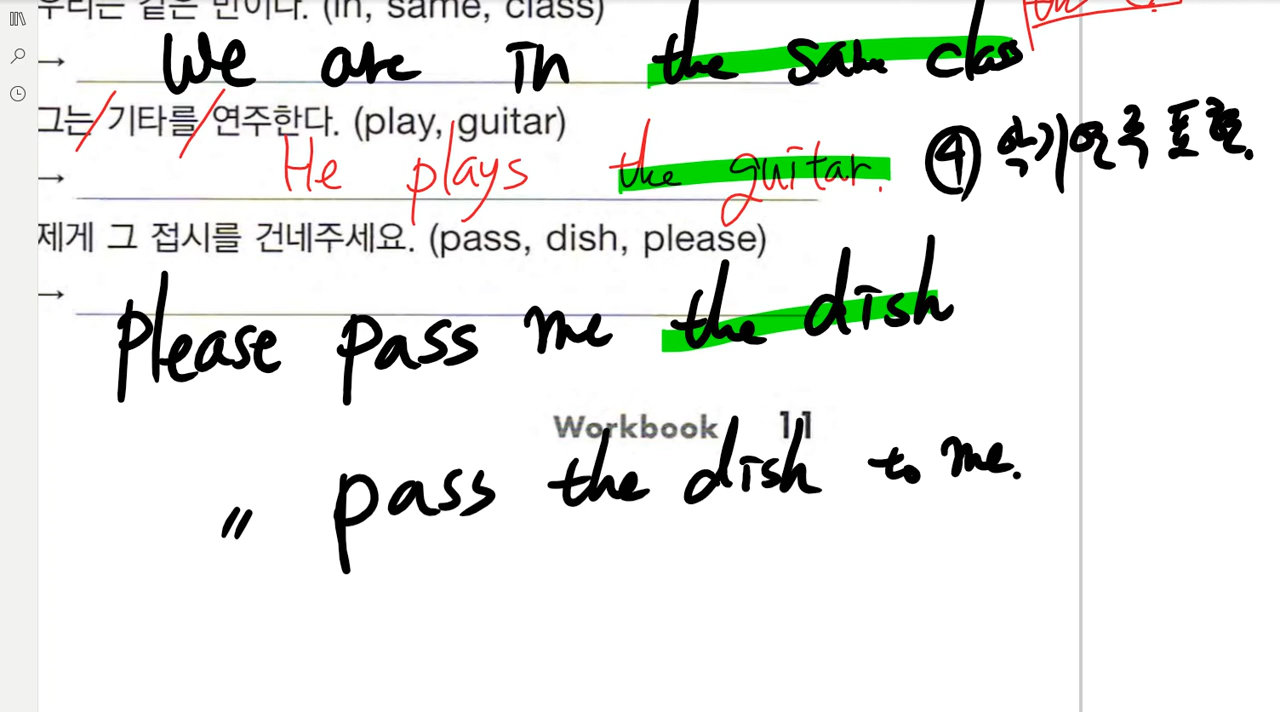 우리는 같은 반이다. (in, same, class)
→ We are in the same class
그는/기타를/연주한다. (play, guitar)
→ He plays the guitar. ④ 악기연주 표현.
제게 그 접시를 건네주세요. (pass, dish, please)
→ please pass me the dish
Workbook 11
〃 pass the dish to me.